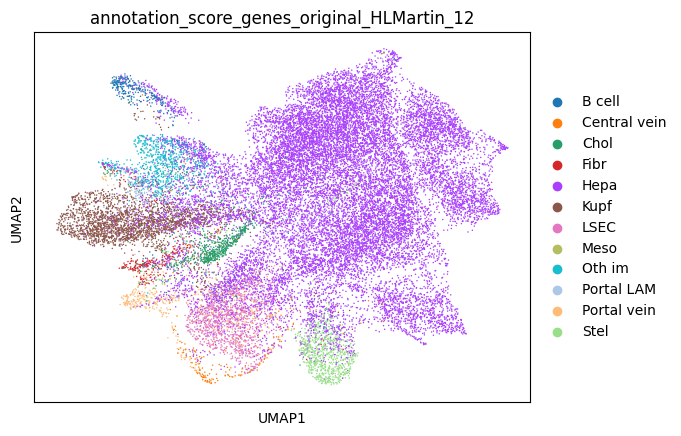 annotation_score_genes_original_HLMartin_12
B cell
Central vein
Chol
Fibr
Hepa
Kupf
LSEC
Meso
Oth im
Portal LAM
Portal vein
Stel
UMAP2
UMAP1